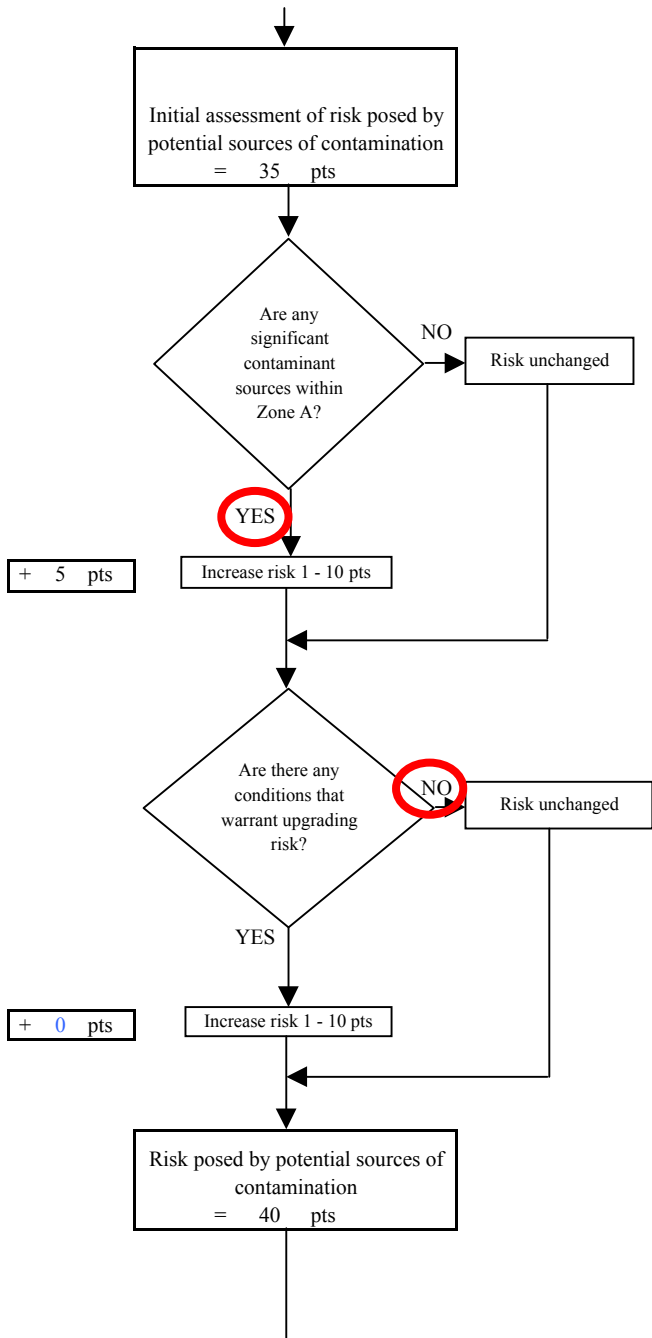 Initial assessment of risk posed by
potential sources of contamination
= 35 pts
Are any
significant
contaminant
sources within
Zone A?
NO
Risk unchanged
YES
+ 5 pts
Increase risk 1 - 10 pts
Are there any
conditions that
warrant upgrading
risk?
NO
Risk unchanged
YES
+ 0 pts
Increase risk 1 - 10 pts
Risk posed by potential sources of
contamination
= 40 pts